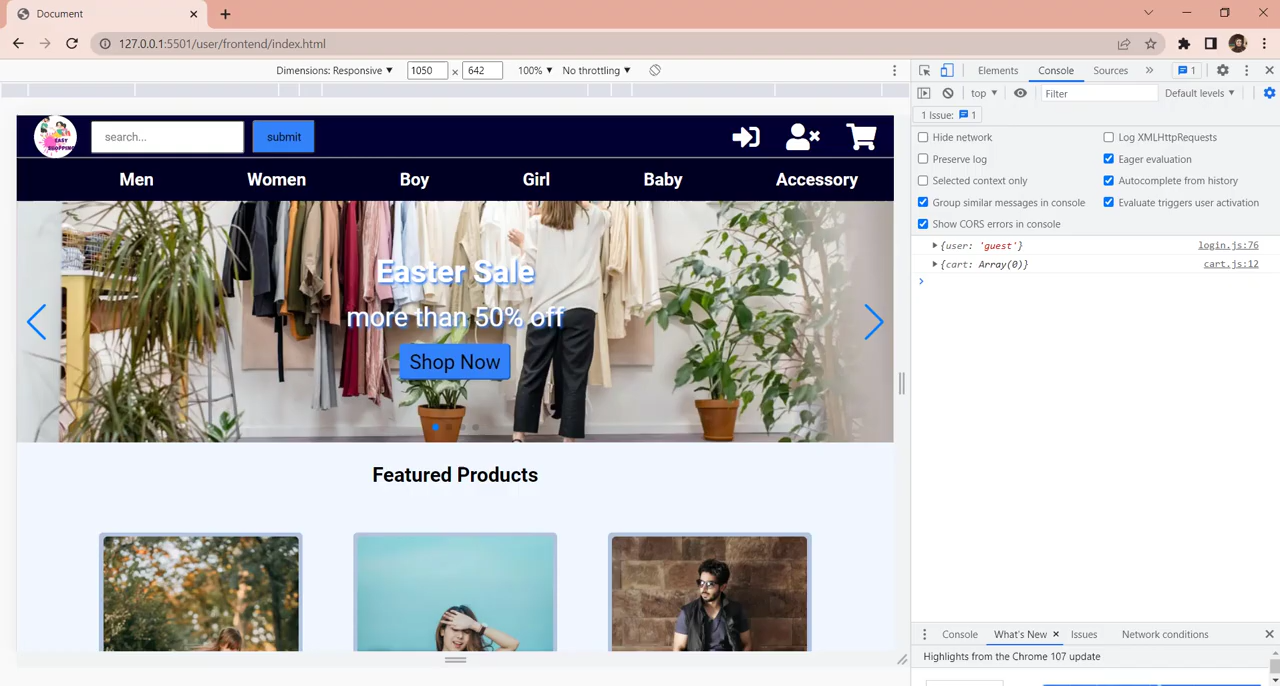 Document
127.0.0.1:5501/user/frontend/index.html
Dimensions: Responsive 1050 × 642 100% No throttling
Elements Console Sources 1
top Filter Default levels
1 Issue: 1
Hide network Log XMLHttpRequests
Preserve log Eager evaluation
Selected context only Autocomplete from history
Group similar messages in console Evaluate triggers user activation
Show CORS errors in console
{user: 'guest'} login.js:76
{cart: Array(0)} cart.js:12
EASY SHOPPING search... submit
Men Women Boy Girl Baby Accessory
Easter Sale
more than 50% off
Shop Now
Featured Products
Console What's New Issues Network conditions
Highlights from the Chrome 107 update